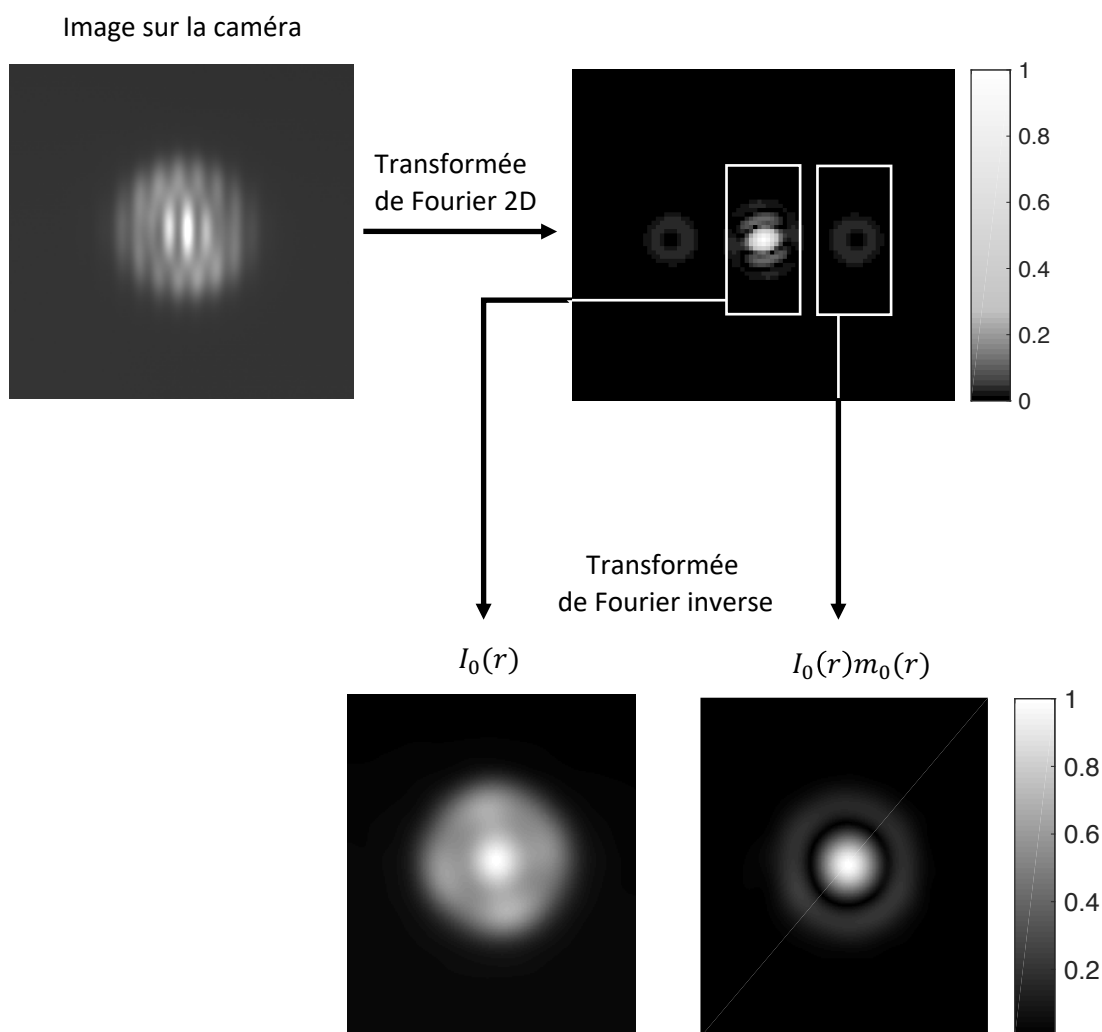 Image sur la caméra
Transformée
de Fourier 2D
1
0.8
0.6
0.4
0.2
0
Transformée
de Fourier inverse
I₀(r)
I₀(r)m₀(r)
1
0.8
0.6
0.4
0.2